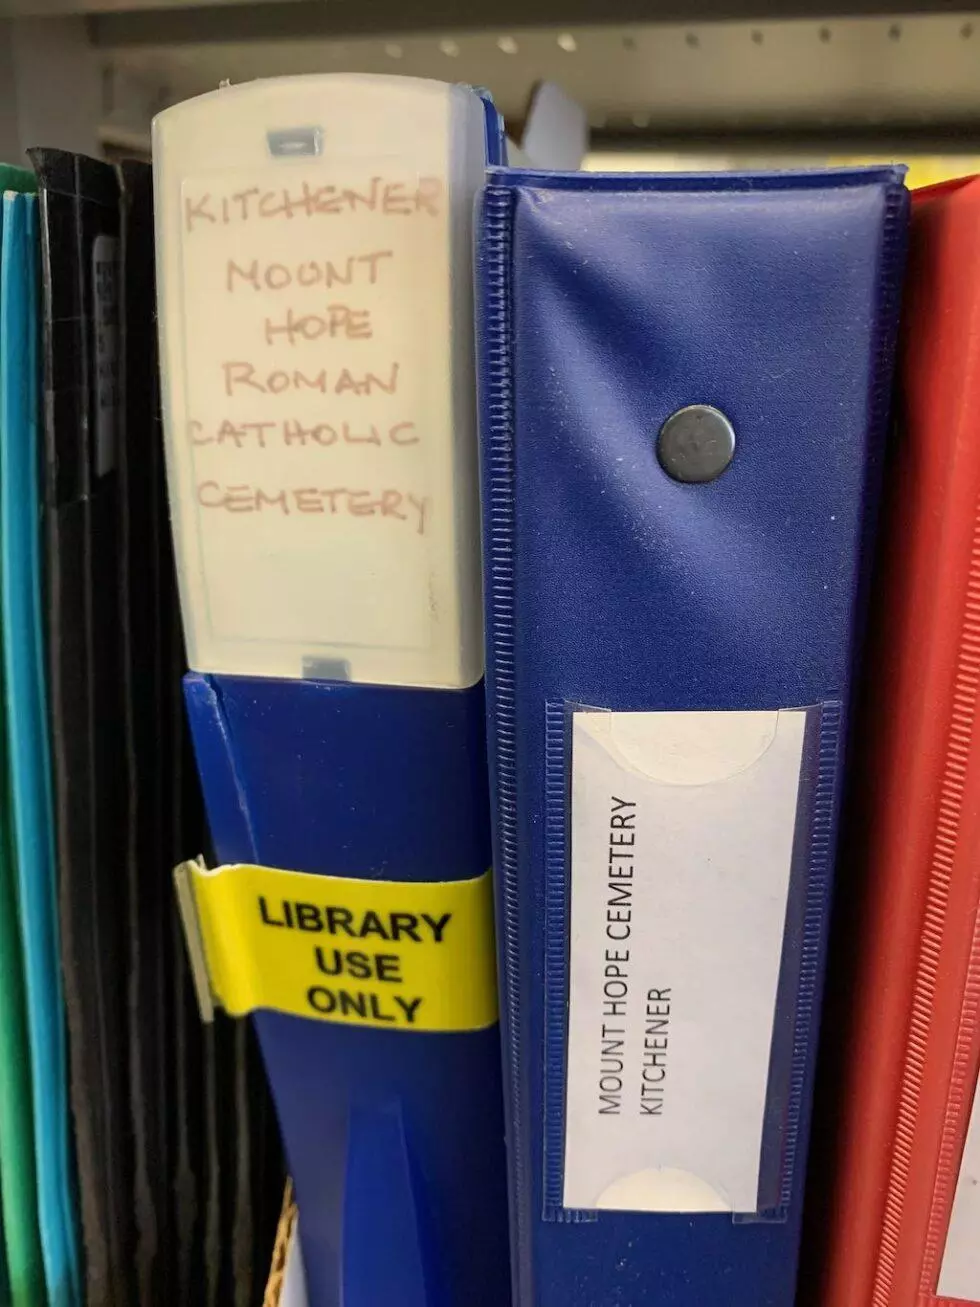 KITCHENER
MOUNT
HOPE
ROMAN
CATHOLIC
CEMETERY
LIBRARY
USE
ONLY
MOUNT HOPE CEMETERY
KITCHENER